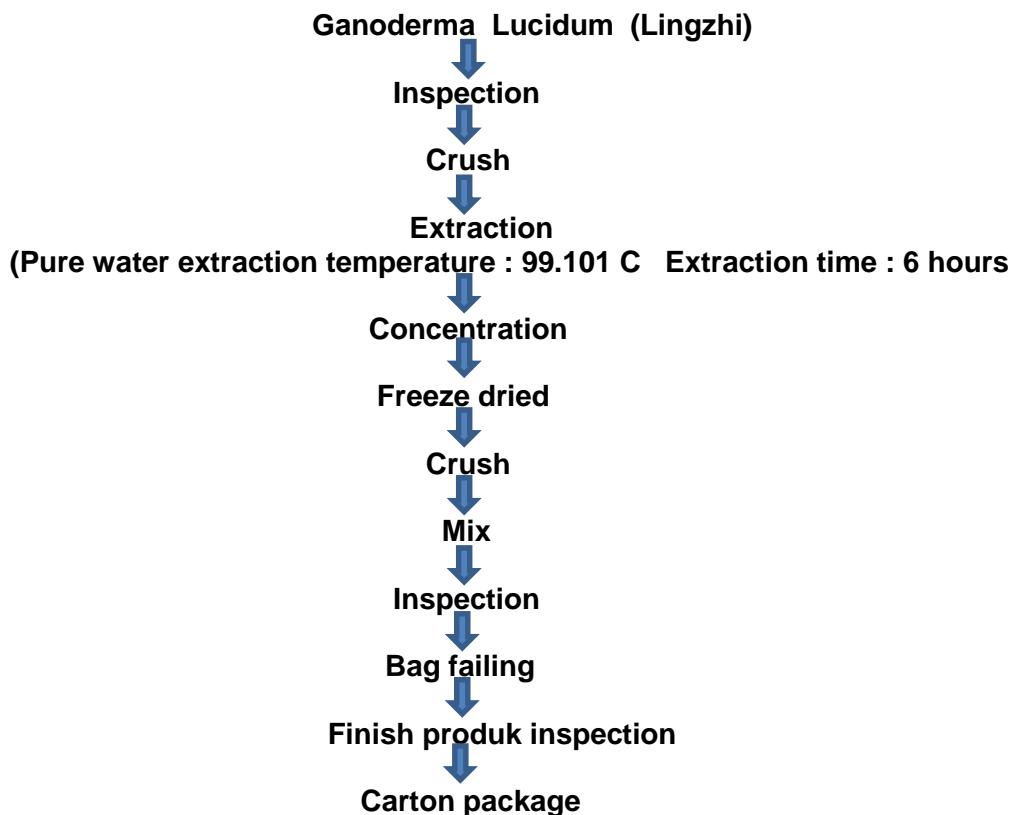 Ganoderma Lucidum (Lingzhi)
Inspection
Crush
Extraction
(Pure water extraction temperature : 99.101 C Extraction time : 6 hours
Concentration
Freeze dried
Crush
Mix
Inspection
Bag failing
Finish produk inspection
Carton package